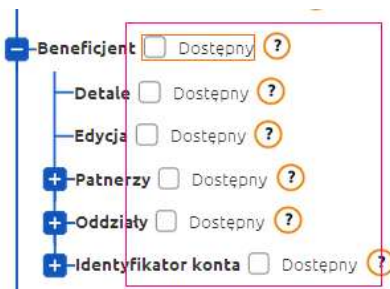 Beneficjent Dostępny ?
Detale Dostępny ?
Edycja Dostępny ?
Patnerzy Dostępny ?
Oddziały Dostępny ?
Identyfikator konta Dostępny ?